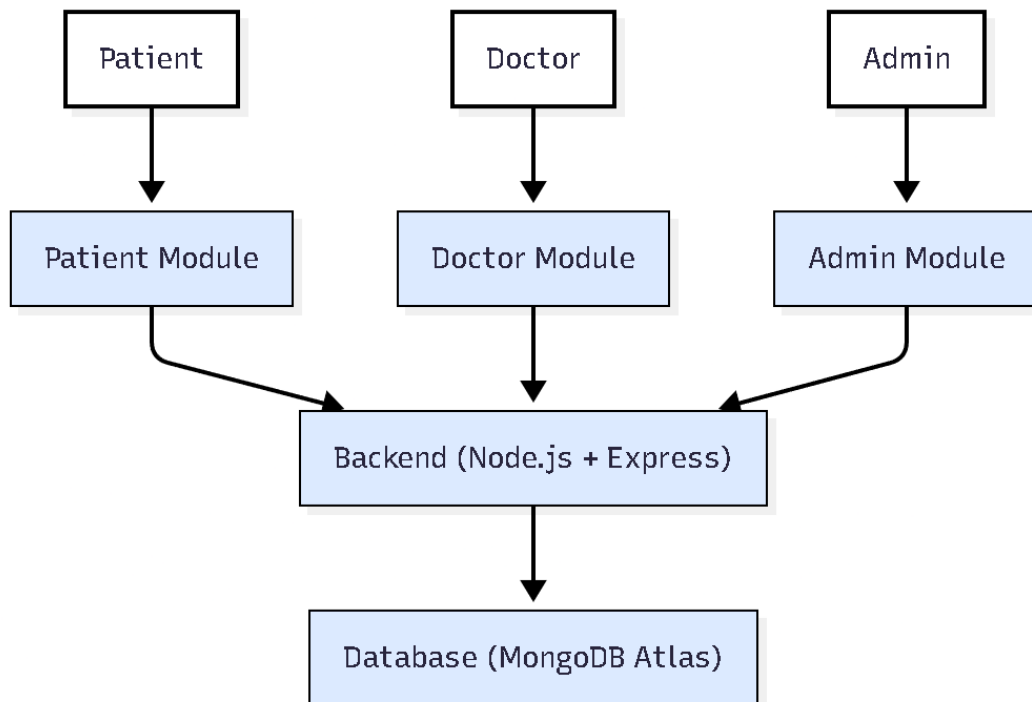 Patient
Doctor
Admin
Patient Module
Doctor Module
Admin Module
Backend (Node.js + Express)
Database (MongoDB Atlas)